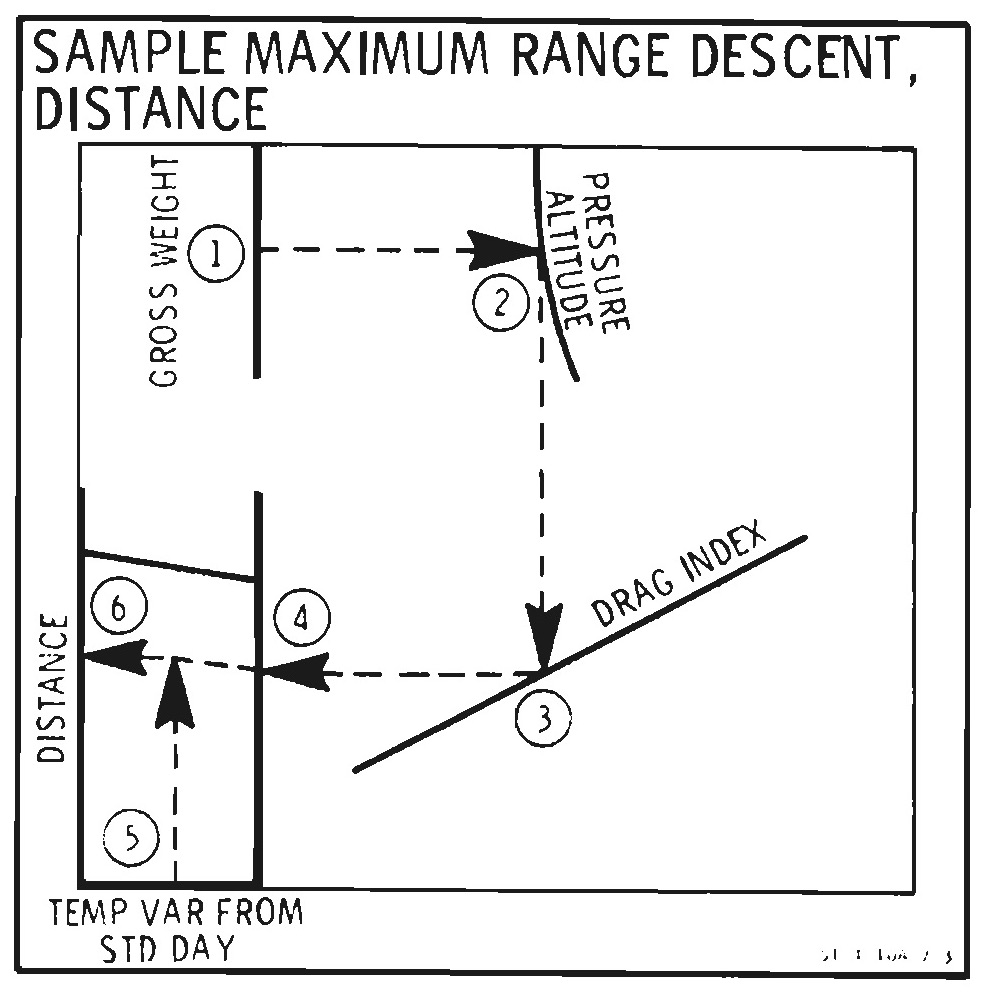 SAMPLE MAXIMUM RANGE DESCENT,
DISTANCE
GROSS WEIGHT
1
2
PRESSURE
ALTITUDE
DRAG INDEX
3
4
6
DISTANCE
5
TEMP VAR FROM
STD DAY